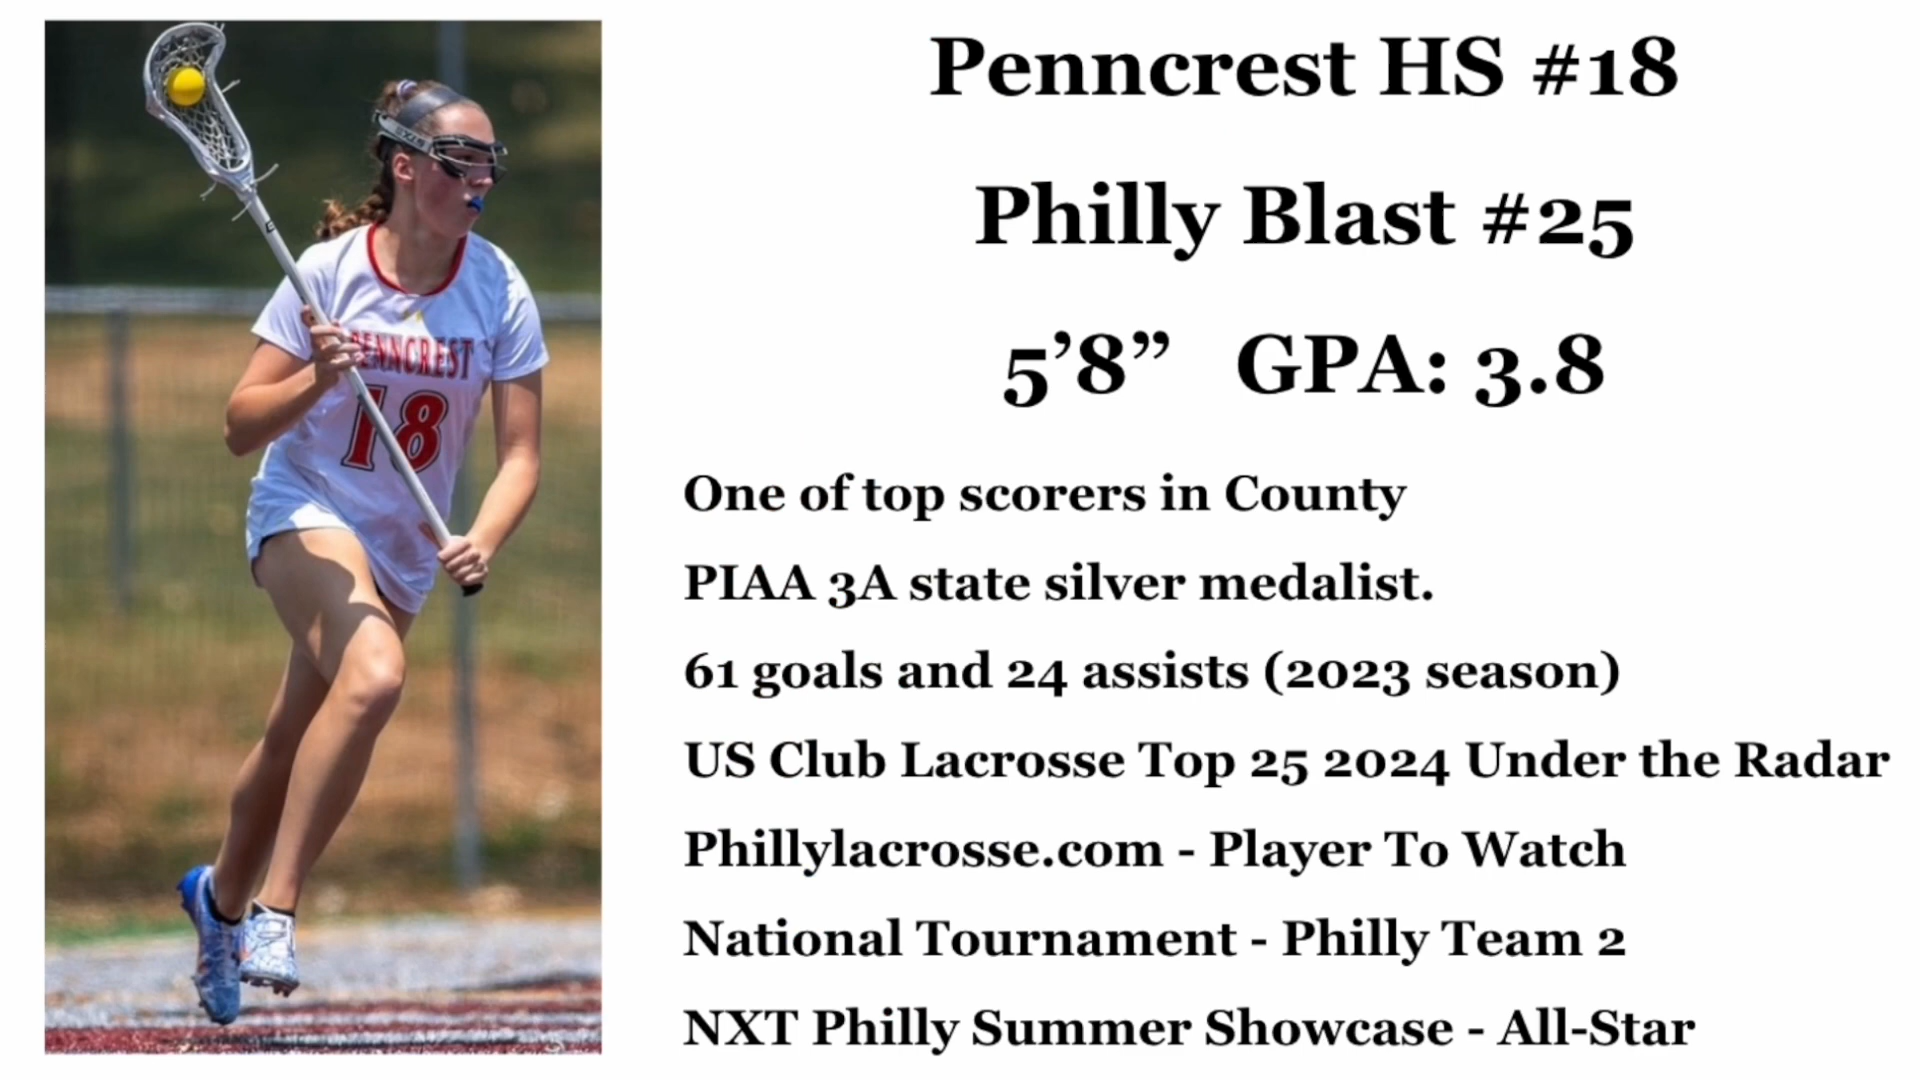 Penncrest HS #18
Philly Blast #25
5’8” GPA: 3.8
One of top scorers in County
PIAA 3A state silver medalist.
61 goals and 24 assists (2023 season)
US Club Lacrosse Top 25 2024 Under the Radar
Phillylacrosse.com - Player To Watch
National Tournament - Philly Team 2
NXT Philly Summer Showcase - All-Star
PENNCREST
18